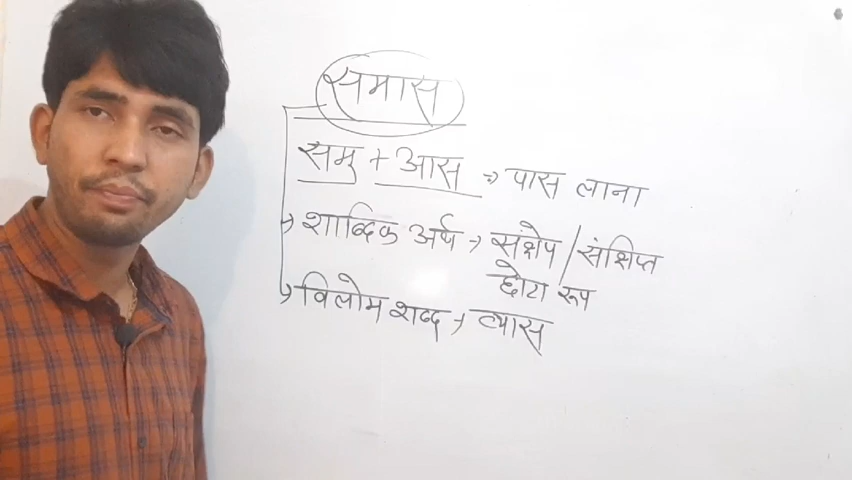 समास
सम् + आस → पास लाना
→ शाब्दिक अर्थ → संक्षेप / संक्षिप्त
छोटा रूप
→ विलोम शब्द → व्यास